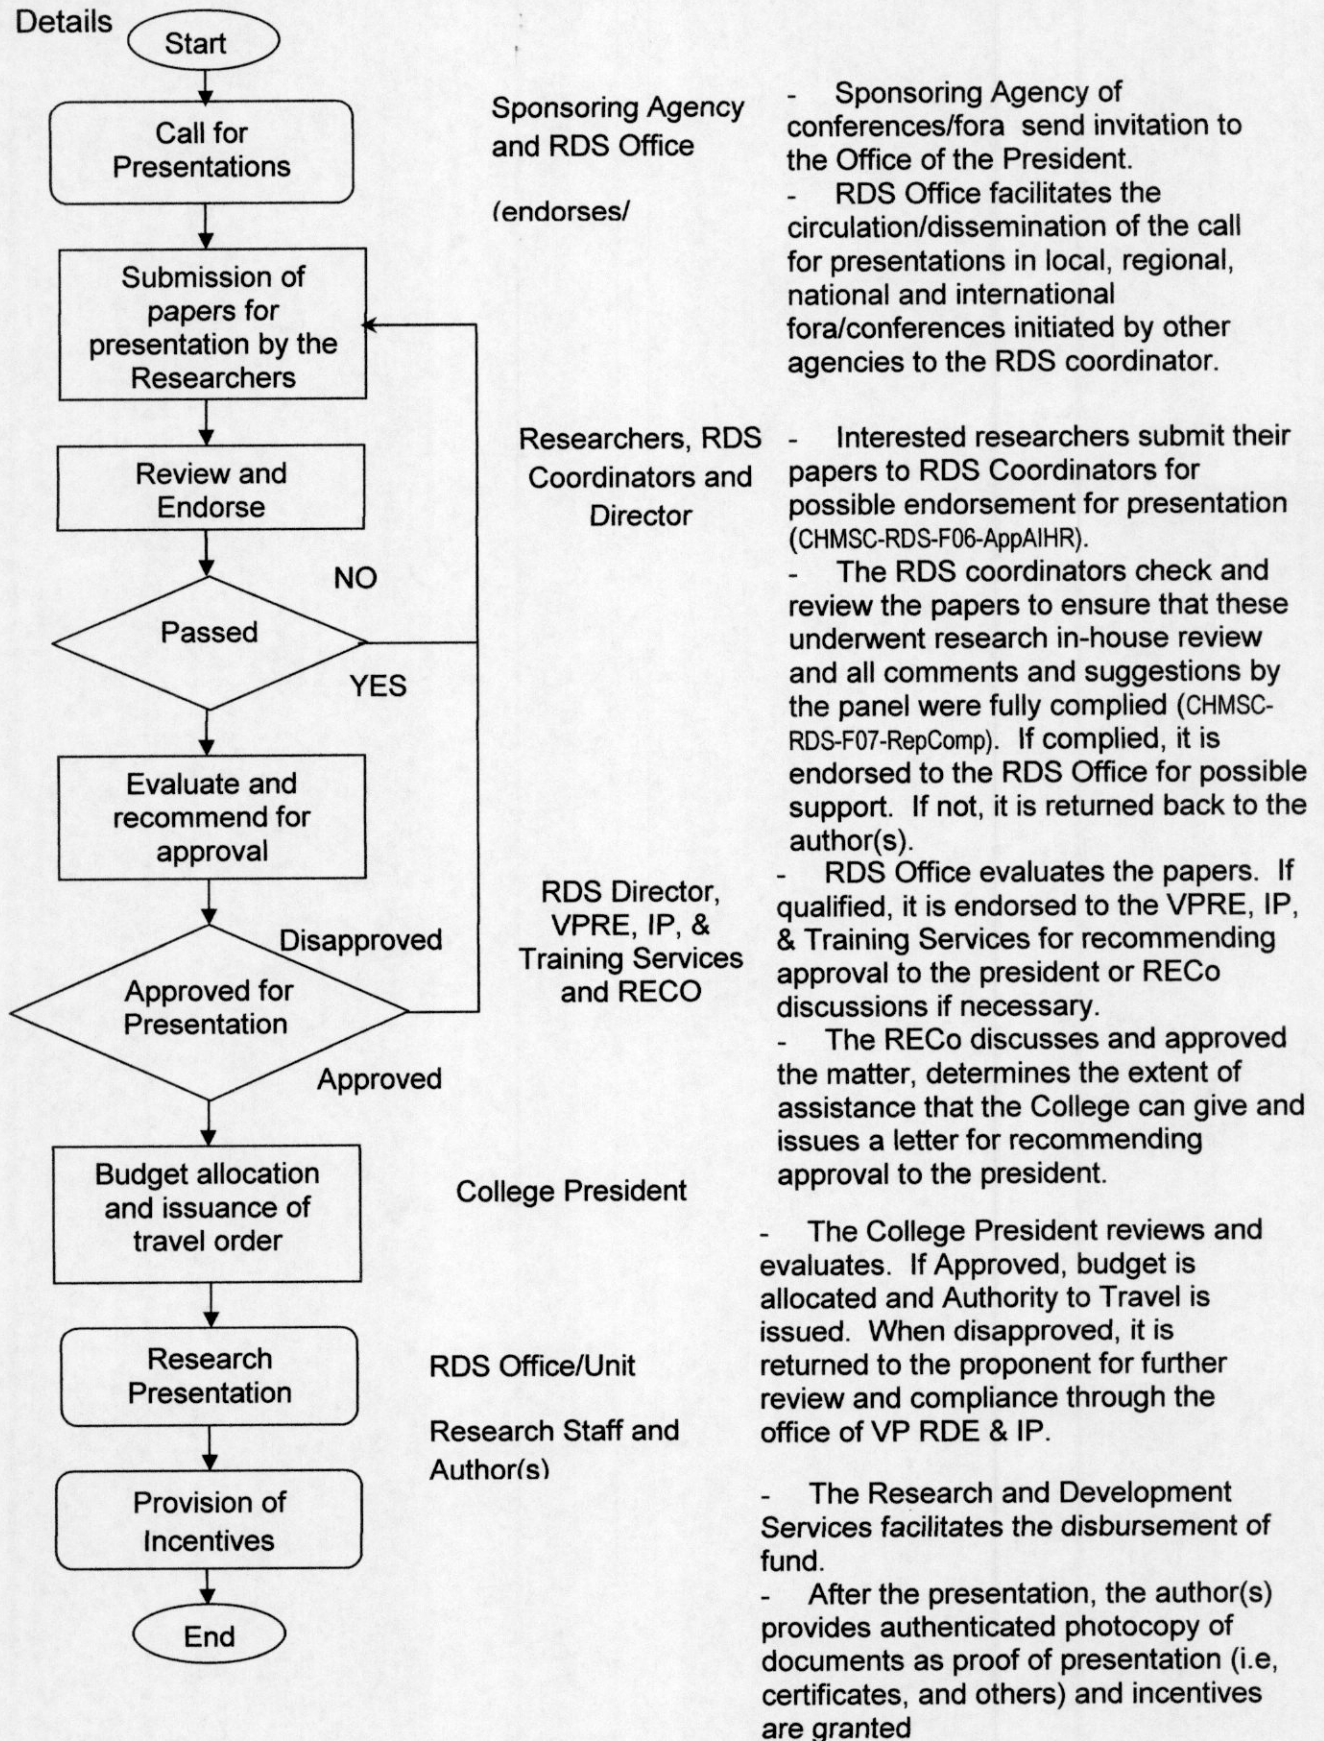 Details
Start
Call for
Presentations
Submission of
papers for
presentation by the
Researchers
Review and
Endorse
NO
Passed
YES
Evaluate and
recommend for
approval
Disapproved
Approved for
Presentation
Approved
Budget allocation
and issuance of
travel order
Research
Presentation
Provision of
Incentives
End
Sponsoring Agency
and RDS Office
(endorses/
Researchers, RDS
Coordinators and
Director
RDS Director,
VPRE, IP, &
Training Services
and RECO
College President
RDS Office/Unit
Research Staff and
Author(s)
- Sponsoring Agency of
conferences/fora send invitation to
the Office of the President.
- RDS Office facilitates the
circulation/dissemination of the call
for presentations in local, regional,
national and international
fora/conferences initiated by other
agencies to the RDS coordinator.
- Interested researchers submit their
papers to RDS Coordinators for
possible endorsement for presentation
(CHMSC-RDS-F06-AppAIHR).
- The RDS coordinators check and
review the papers to ensure that these
underwent research in-house review
and all comments and suggestions by
the panel were fully complied (CHMSC-
RDS-F07-RepComp). If complied, it is
endorsed to the RDS Office for possible
support. If not, it is returned back to the
author(s).
- RDS Office evaluates the papers. If
qualified, it is endorsed to the VPRE, IP,
& Training Services for recommending
approval to the president or RECo
discussions if necessary.
- The RECo discusses and approved
the matter, determines the extent of
assistance that the College can give and
issues a letter for recommending
approval to the president.
- The College President reviews and
evaluates. If Approved, budget is
allocated and Authority to Travel is
issued. When disapproved, it is
returned to the proponent for further
review and compliance through the
office of VP RDE & IP.
- The Research and Development
Services facilitates the disbursement of
fund.
- After the presentation, the author(s)
provides authenticated photocopy of
documents as proof of presentation (i.e,
certificates, and others) and incentives
are granted